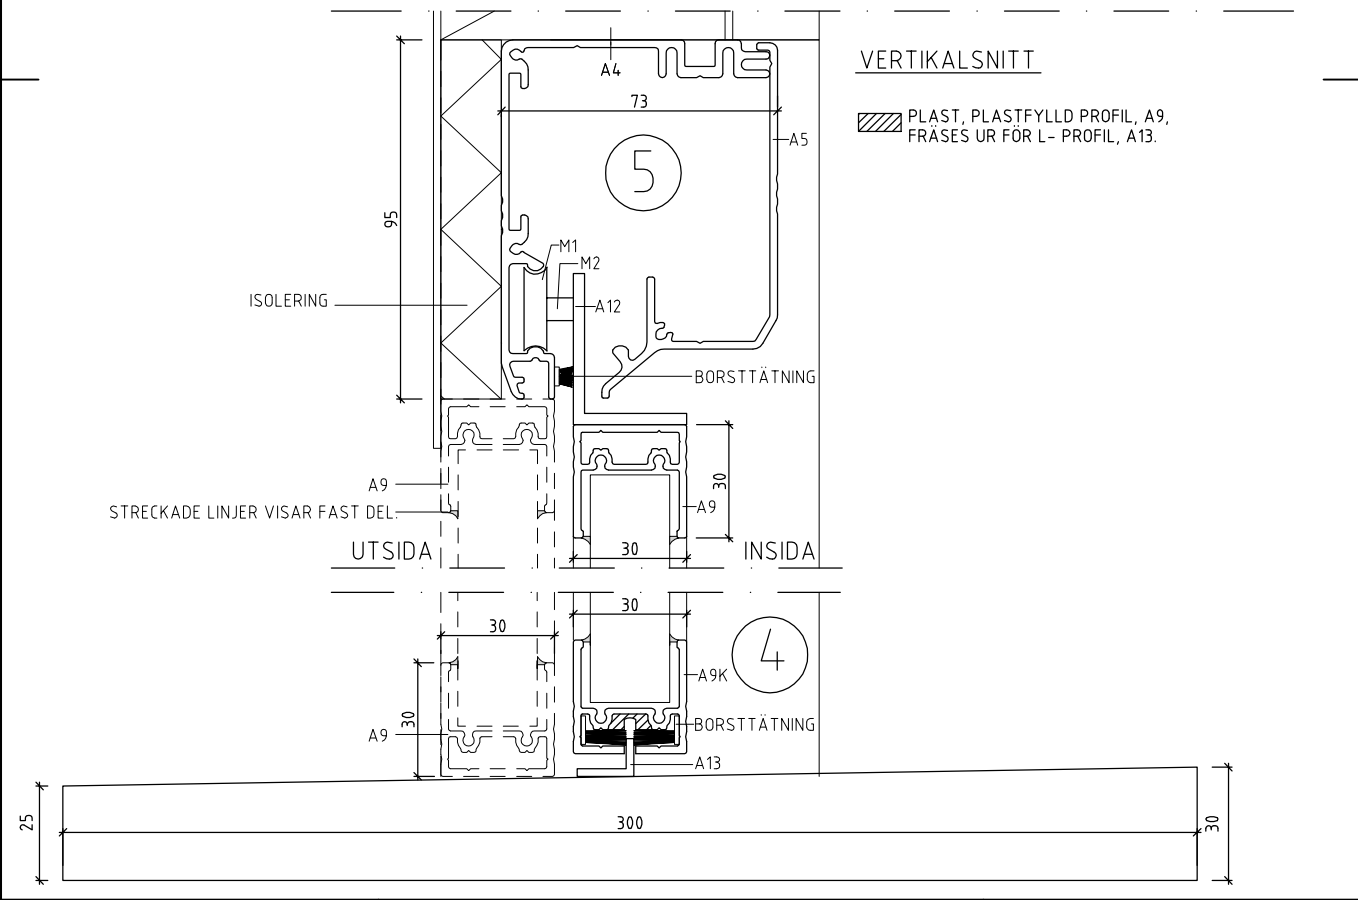 VERTIKALSNITT
PLAST, PLASTFYLLD PROFIL, A9,
FRÄSES UR FÖR L- PROFIL, A13.
A4
73
A5
5
95
M1
M2
ISOLERING
A12
BORSTTÄTNING
A9
30
A9
STRECKADE LINJER VISAR FAST DEL.
UTSIDA
30
INSIDA
30
30
4
A9K
30
BORSTTÄTNING
A9
A13
25
300
30